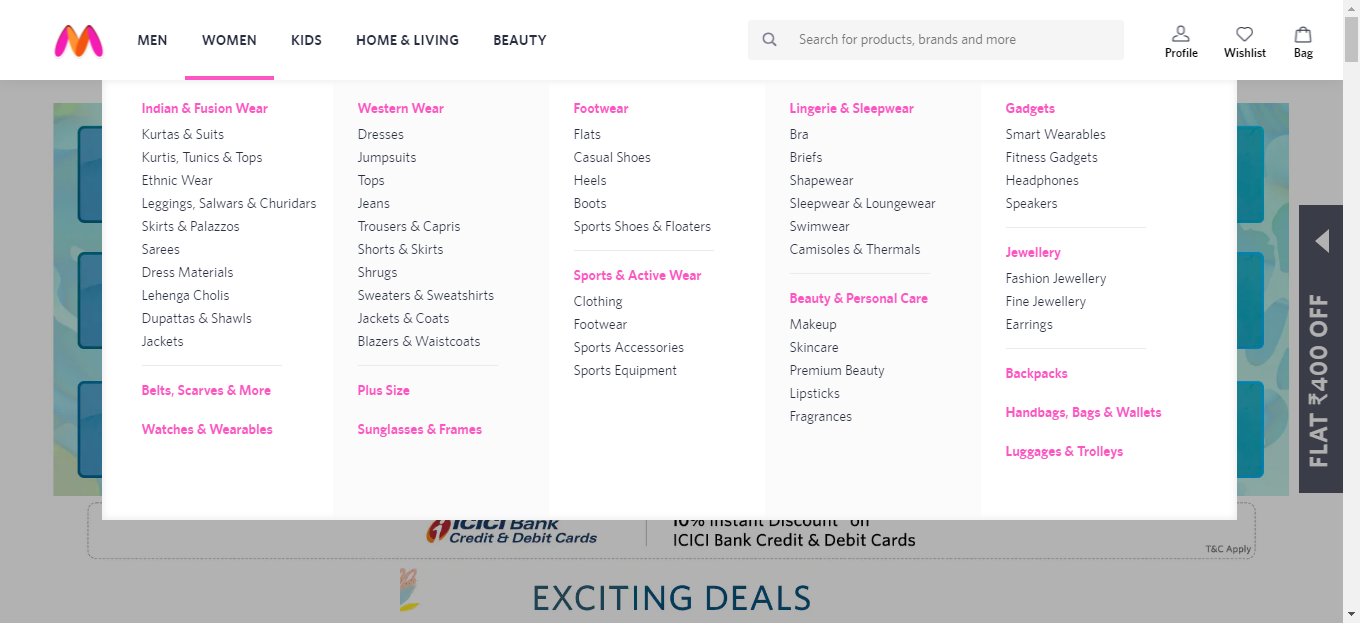 MEN
WOMEN
KIDS
HOME & LIVING
BEAUTY
Search for products, brands and more
Profile
Wishlist
Bag
Indian & Fusion Wear
Kurtas & Suits
Kurtis, Tunics & Tops
Ethnic Wear
Leggings, Salwars & Churidars
Skirts & Palazzos
Sarees
Dress Materials
Lehenga Cholis
Dupattas & Shawls
Jackets
Belts, Scarves & More
Watches & Wearables
Western Wear
Dresses
Jumpsuits
Tops
Jeans
Trousers & Capris
Shorts & Skirts
Shrugs
Sweaters & Sweatshirts
Jackets & Coats
Blazers & Waistcoats
Plus Size
Sunglasses & Frames
Footwear
Flats
Casual Shoes
Heels
Boots
Sports Shoes & Floaters
Sports & Active Wear
Clothing
Footwear
Sports Accessories
Sports Equipment
Lingerie & Sleepwear
Bra
Briefs
Shapewear
Sleepwear & Loungewear
Swimwear
Camisoles & Thermals
Beauty & Personal Care
Makeup
Skincare
Premium Beauty
Lipsticks
Fragrances
Gadgets
Smart Wearables
Fitness Gadgets
Headphones
Speakers
Jewellery
Fashion Jewellery
Fine Jewellery
Earrings
Backpacks
Handbags, Bags & Wallets
Luggages & Trolleys
FLAT ₹400 OFF
ICICI Bank
Credit & Debit Cards
10% Instant Discount on
ICICI Bank Credit & Debit Cards
T&C Apply
EXCITING DEALS